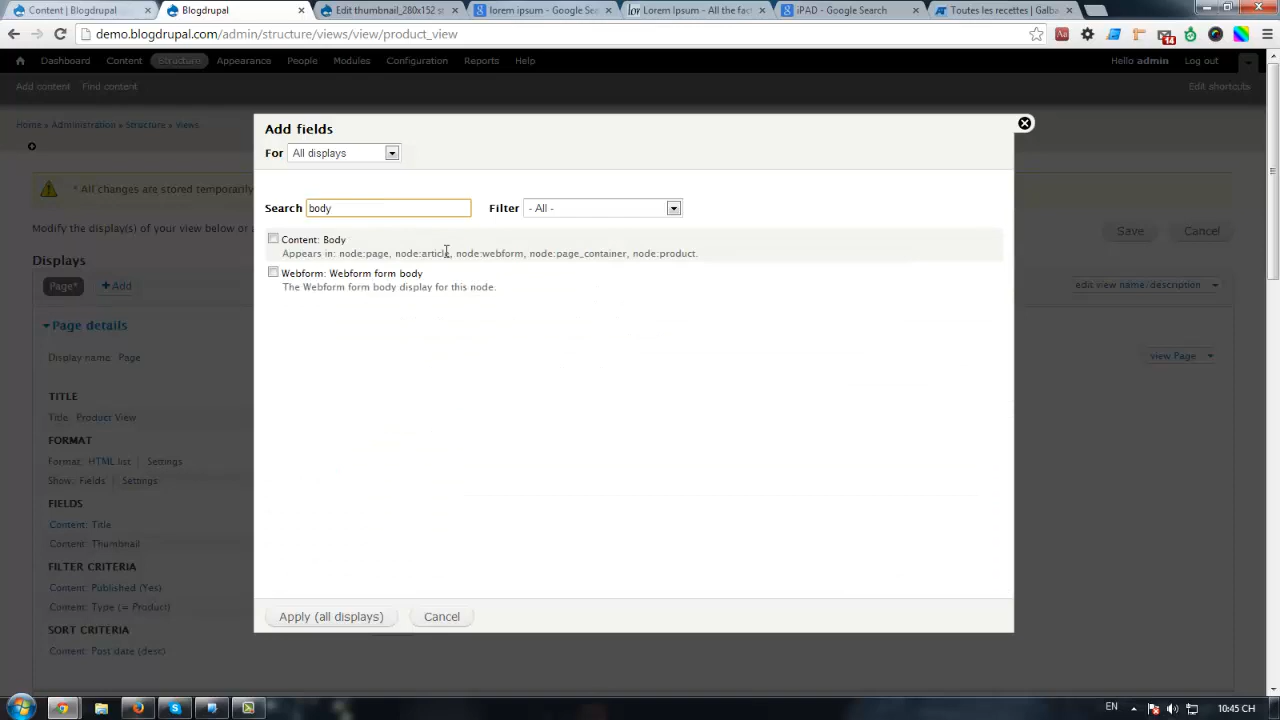 Content | Blogdrupal
Blogdrupal
Edit thumbnail_280x152 s
lorem ipsum - Google Sea
Lorem Ipsum - All the fac
iPAD - Google Search
Toutes les recettes | Galba
demo.blogdrupal.com/admin/structure/views/view/product_view
14
Dashboard Content Structure Appearance People Modules Configuration Reports Help Hello admin Log out
Add content Find content Edit shortcuts
Home » Administration » Structure » Views
* All changes are stored temporarily
Modify the display(s) of your view below or a
Save Cancel
Displays
Page* Add
edit view name/description
Page details
Display name: Page
view Page
TITLE
Title: Product View
FORMAT
Format: HTML list | Settings
Show: Fields | Settings
FIELDS
Content: Title
Content: Thumbnail
FILTER CRITERIA
Content: Published (Yes)
Content: Type (= Product)
SORT CRITERIA
Content: Post date (desc)
Add fields
For All displays
Search body Filter - All -
Content: Body
Appears in: node:page, node:article, node:webform, node:page_container, node:product.
Webform: Webform form body
The Webform form body display for this node.
Apply (all displays) Cancel
EN 10:45 CH